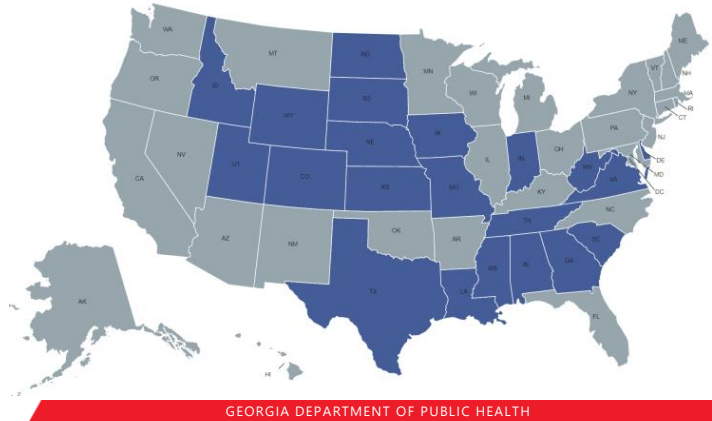 WA
ME
MT
ND
VT
MN
NH
OR
ID
SD
WI
NY
MA
MI
RI
WY
CT
IA
PA
NJ
NE
NV
OH
IL
IN
DE
UT
CO
WV
MD
CA
KS
MO
VA
DC
KY
NC
TN
OK
AZ
NM
AR
SC
MS
AL
GA
TX
LA
AK
FL
HI
GEORGIA DEPARTMENT OF PUBLIC HEALTH